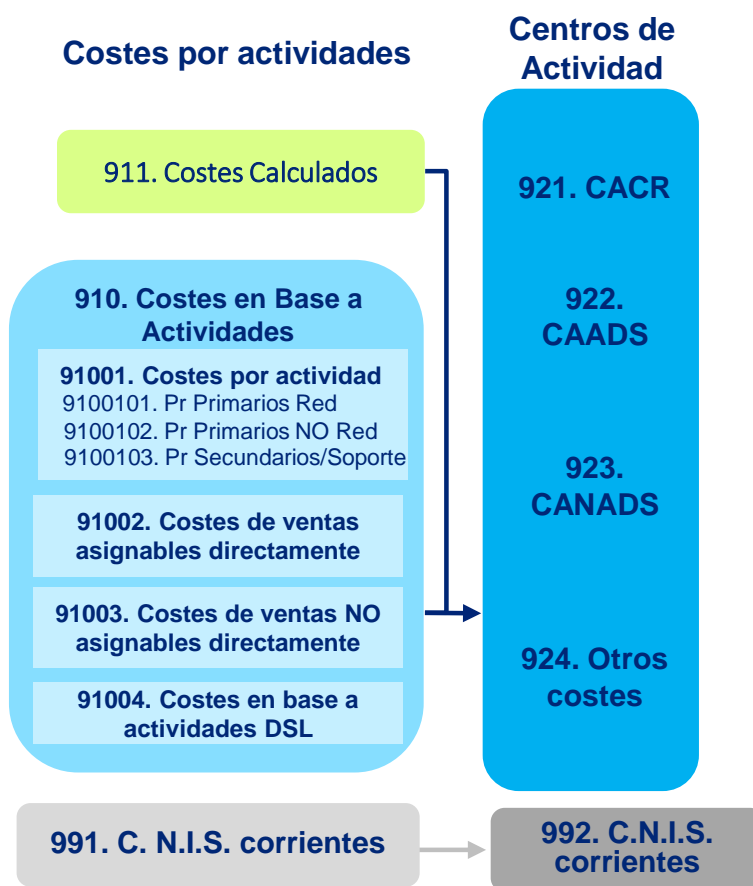 Costes por actividades
Centros de
Actividad
911. Costes Calculados
910. Costes en Base a
Actividades
91001. Costes por actividad
9100101. Pr Primarios Red
9100102. Pr Primarios NO Red
9100103. Pr Secundarios/Soporte
91002. Costes de ventas
asignables directamente
91003. Costes de ventas NO
asignables directamente
91004. Costes en base a
actividades DSL
921. CACR
922.
CAADS
923.
CANADS
924. Otros
costes
991. C. N.I.S. corrientes
992. C.N.I.S.
corrientes